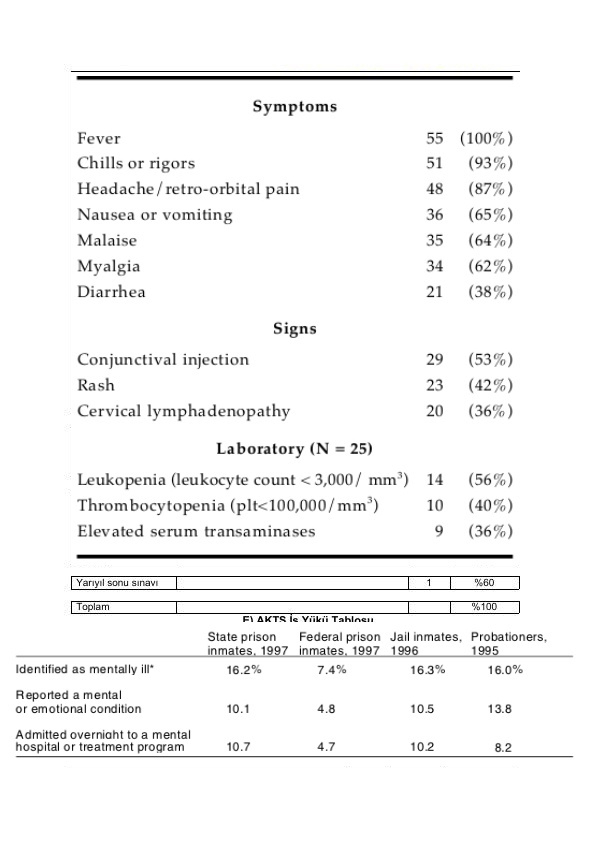 Symptoms
Fever 55 (100%)
Chills or rigors 51 (93%)
Headache/retro-orbital pain 48 (87%)
Nausea or vomiting 36 (65%)
Malaise 35 (64%)
Myalgia 34 (62%)
Diarrhea 21 (38%)
Signs
Conjunctival injection 29 (53%)
Rash 23 (42%)
Cervical lymphadenopathy 20 (36%)
Laboratory (N = 25)
Leukopenia (leukocyte count < 3,000/ mm³) 14 (56%)
Thrombocytopenia (plt<100,000/mm³) 10 (40%)
Elevated serum transaminases 9 (36%)
Yarıyıl sonu sınavı 1 %60
Toplam %100
E) AKTS İş Yükü Tablosu
State prison Federal prison Jail inmates, Probationers,
inmates, 1997 inmates, 1997 1996 1995
Identified as mentally ill* 16.2% 7.4% 16.3% 16.0%
Reported a mental
or emotional condition 10.1 4.8 10.5 13.8
Admitted overnight to a mental
hospital or treatment program 10.7 4.7 10.2 8.2